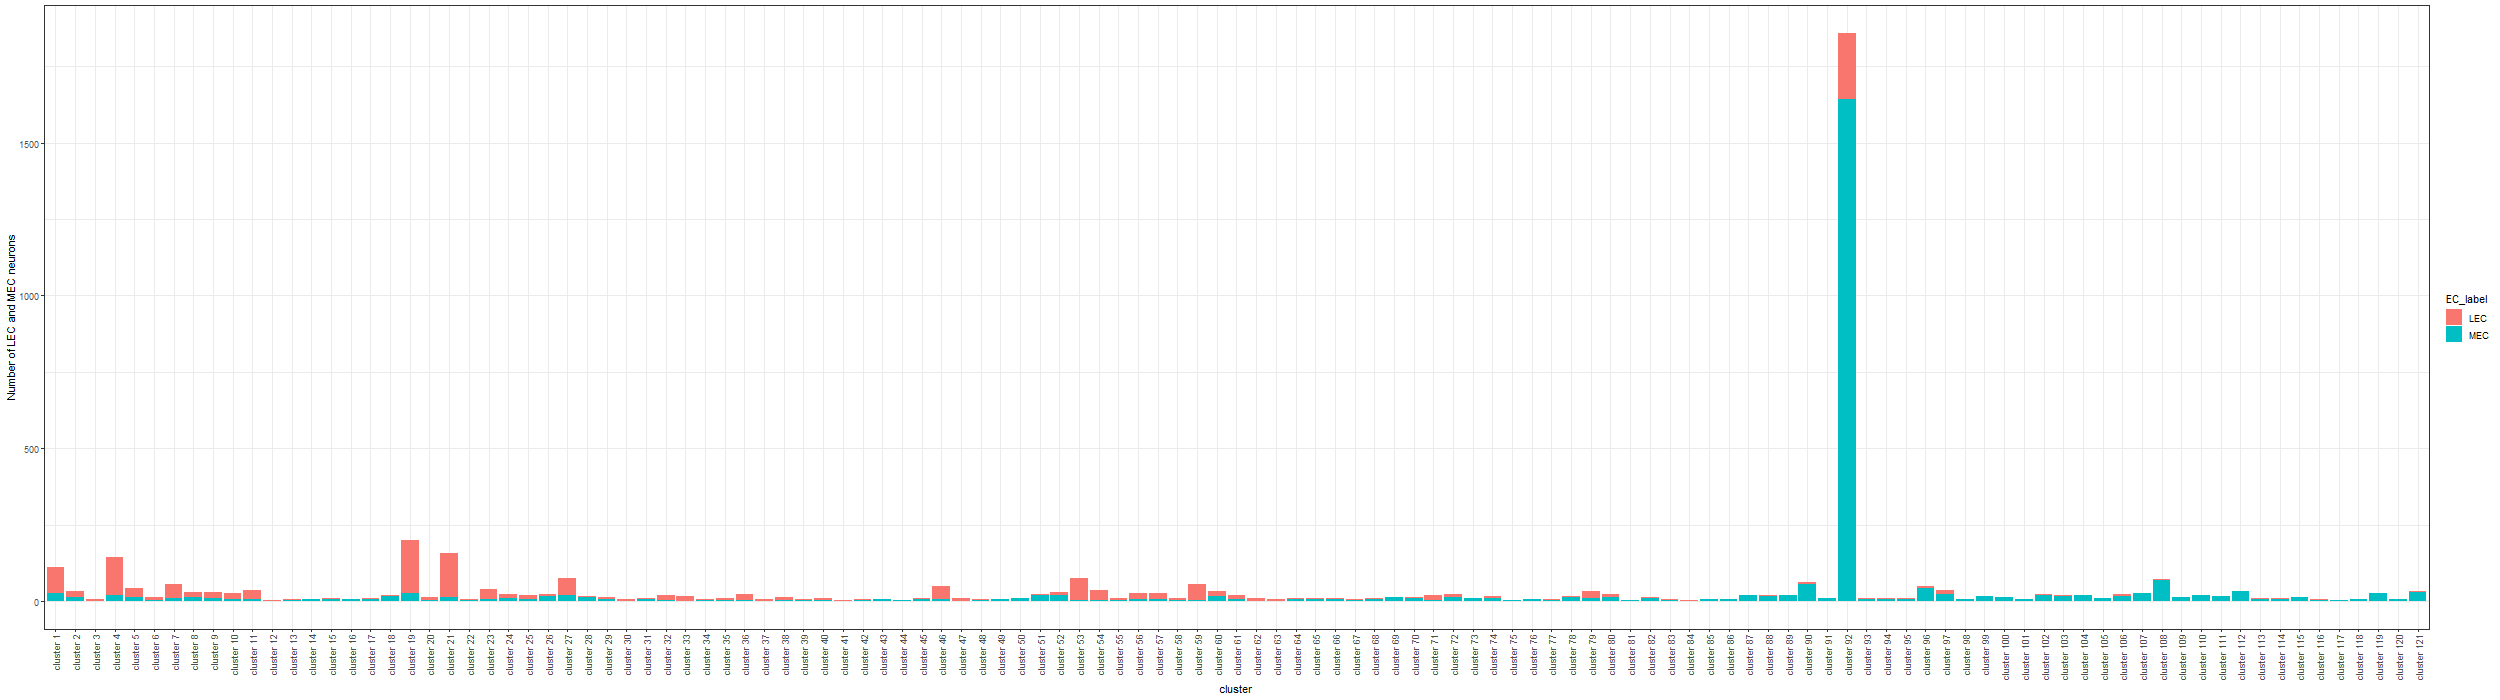 Number of LEC and MEC neurons
1500
1000
500
0
cluster 1
cluster 2
cluster 3
cluster 4
cluster 5
cluster 6
cluster 7
cluster 8
cluster 9
cluster 10
cluster 11
cluster 12
cluster 13
cluster 14
cluster 15
cluster 16
cluster 17
cluster 18
cluster 19
cluster 20
cluster 21
cluster 22
cluster 23
cluster 24
cluster 25
cluster 26
cluster 27
cluster 28
cluster 29
cluster 30
cluster 31
cluster 32
cluster 33
cluster 34
cluster 35
cluster 36
cluster 37
cluster 38
cluster 39
cluster 40
cluster 41
cluster 42
cluster 43
cluster 44
cluster 45
cluster 46
cluster 47
cluster 48
cluster 49
cluster 50
cluster 51
cluster 52
cluster 53
cluster 54
cluster 55
cluster 56
cluster 57
cluster 58
cluster 59
cluster 60
cluster 61
cluster 62
cluster 63
cluster 64
cluster 65
cluster 66
cluster 67
cluster 68
cluster 69
cluster 70
cluster 71
cluster 72
cluster 73
cluster 74
cluster 75
cluster 76
cluster 77
cluster 78
cluster 79
cluster 80
cluster 81
cluster 82
cluster 83
cluster 84
cluster 85
cluster 86
cluster 87
cluster 88
cluster 89
cluster 90
cluster 91
cluster 92
cluster 93
cluster 94
cluster 95
cluster 96
cluster 97
cluster 98
cluster 99
cluster 100
cluster 101
cluster 102
cluster 103
cluster 104
cluster 105
cluster 106
cluster 107
cluster 108
cluster 109
cluster 110
cluster 111
cluster 112
cluster 113
cluster 114
cluster 115
cluster 116
cluster 117
cluster 118
cluster 119
cluster 120
cluster 121
cluster
EC_label
LEC
MEC